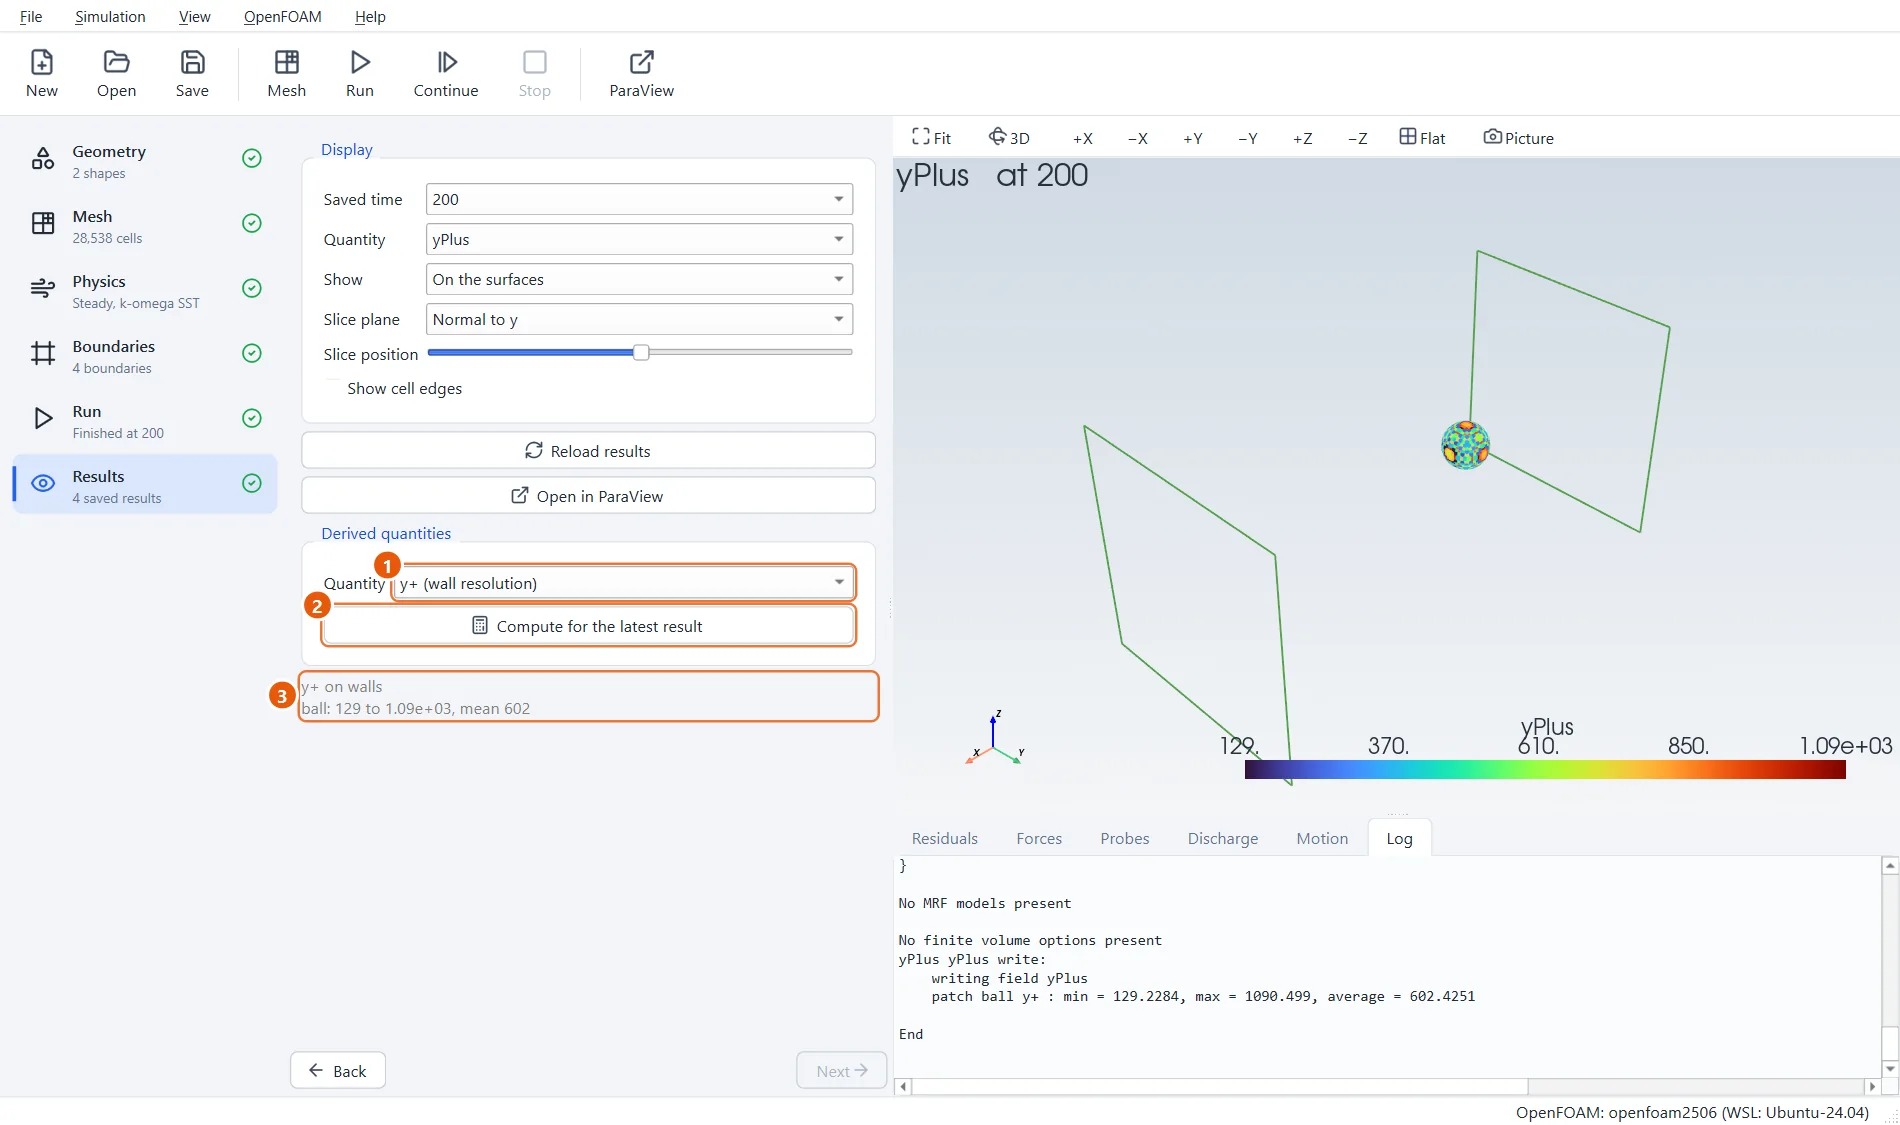 File Simulation View OpenFOAM Help
New Open Save Mesh Run Continue Stop ParaView
Geometry
2 shapes
Mesh
28,538 cells
Physics
Steady, k-omega SST
Boundaries
4 boundaries
Run
Finished at 200
Results
4 saved results
Display
Saved time 200
Quantity yPlus
Show On the surfaces
Slice plane Normal to y
Slice position
Show cell edges
Reload results
Open in ParaView
Derived quantities
1
Quantity y+ (wall resolution)
2
Compute for the latest result
3
y+ on walls
ball: 129 to 1.09e+03, mean 602
Back Next
Fit 3D +X −X +Y −Y +Z −Z Flat Picture
yPlus at 200
Z
X Y
yPlus
129. 370. 610. 850. 1.09e+03
Residuals Forces Probes Discharge Motion Log
}
No MRF models present
No finite volume options present
yPlus yPlus write:
writing field yPlus
patch ball y+ : min = 129.2284, max = 1090.499, average = 602.4251
End
OpenFOAM: openfoam2506 (WSL: Ubuntu-24.04)